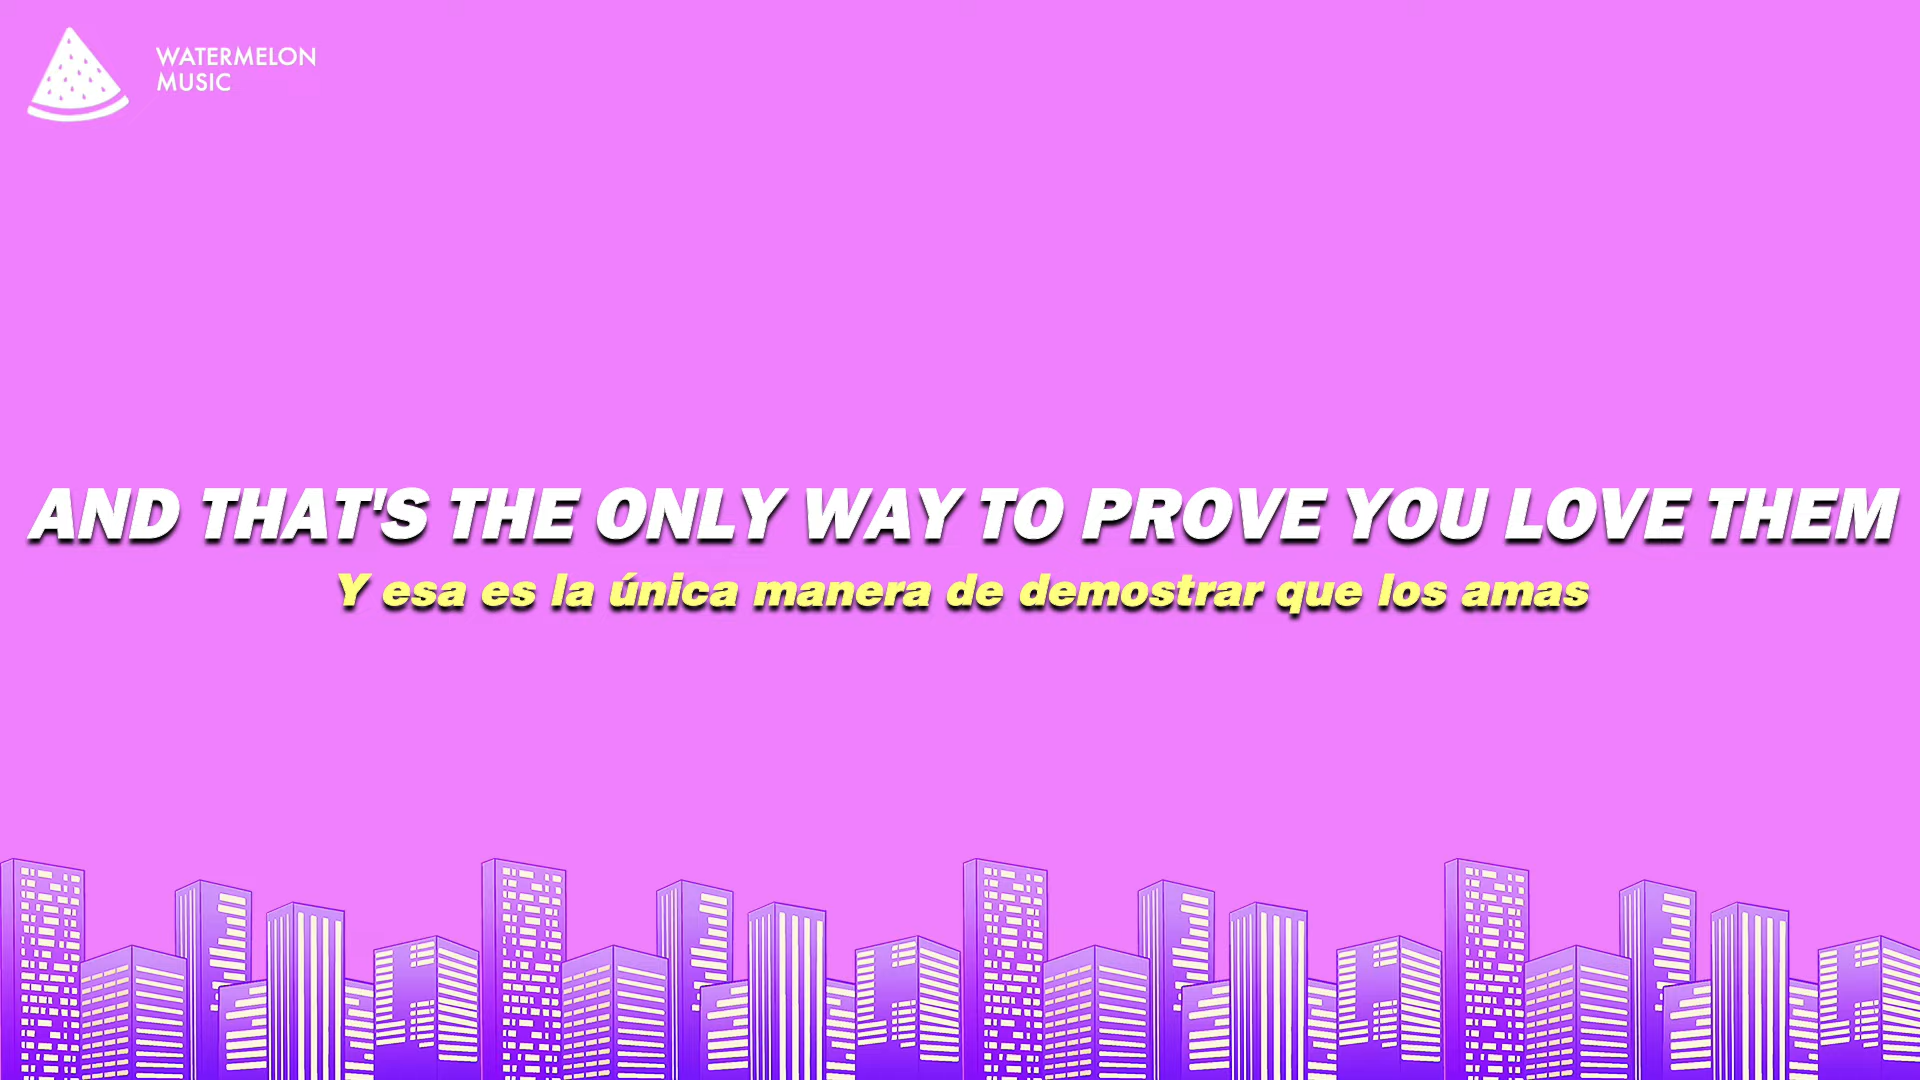 WATERMELON
MUSIC
AND THAT'S THE ONLY WAY TO PROVE YOU LOVE THEM
Y esa es la única manera de demostrar que los amas